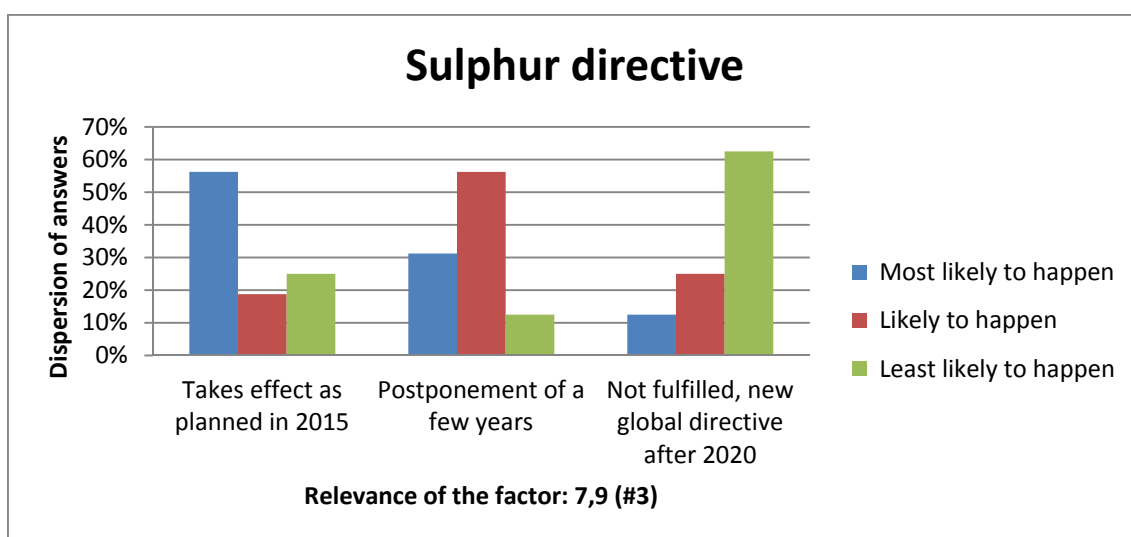 Sulphur directive
Dispersion of answers
70%
60%
50%
40%
30%
20%
10%
0%
Takes effect as
planned in 2015
Postponement of a
few years
Not fulfilled, new
global directive
after 2020
Relevance of the factor: 7,9 (#3)
Most likely to happen
Likely to happen
Least likely to happen